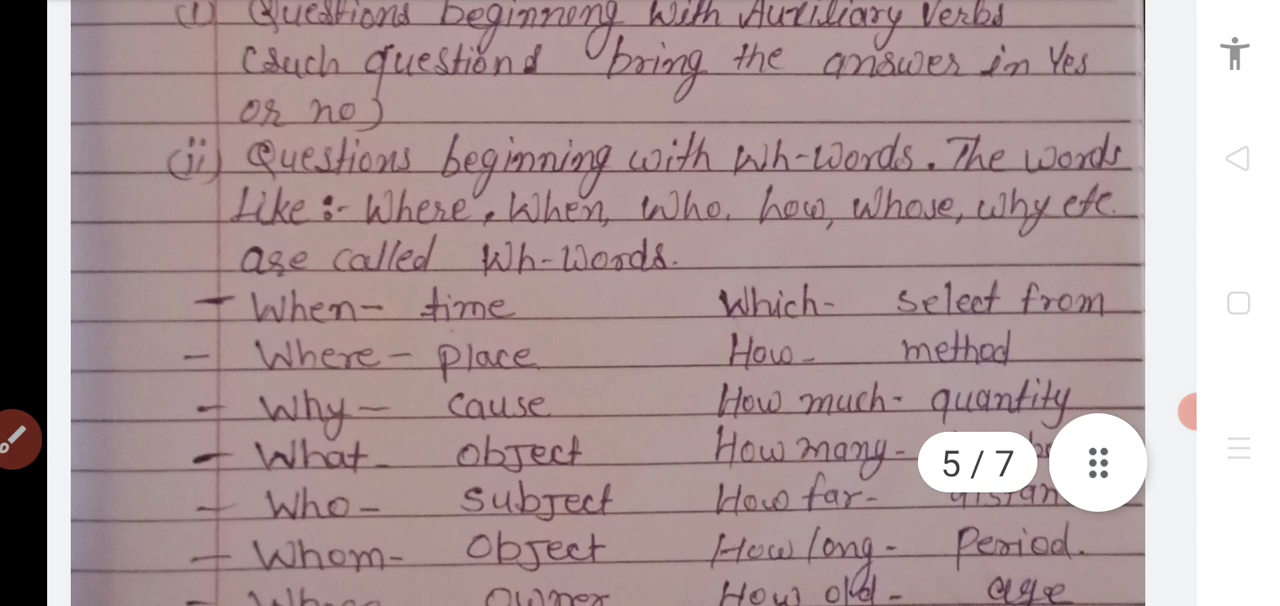 (i) Questions beginning with Auxiliary Verbs
(Such questions bring the answer in Yes
or no)
(ii) Questions beginning with Wh-Words. The words
Like :- Where, When, Who, how, whose, why etc.
are called Wh-Words.
- When - time Which - select from
- Where - place How - method
- Why - cause How much - quantity
- What - object How many -
- Who - subject How far -
- Whom - object How long - Period.
- owner How old - age
5 / 7